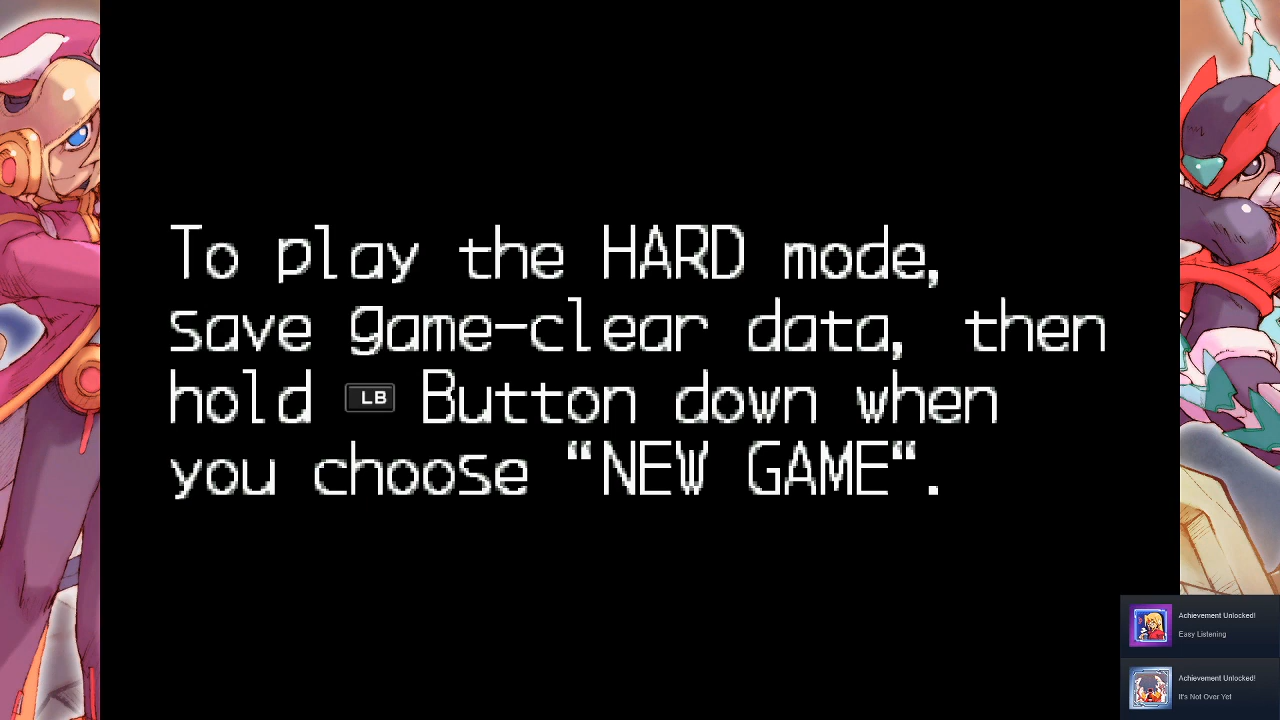 To play the HARD mode,
save game-clear data, then
hold LB Button down when
you choose “NEW GAME“.
Achievement Unlocked!
Easy Listening
Achievement Unlocked!
It's Not Over Yet